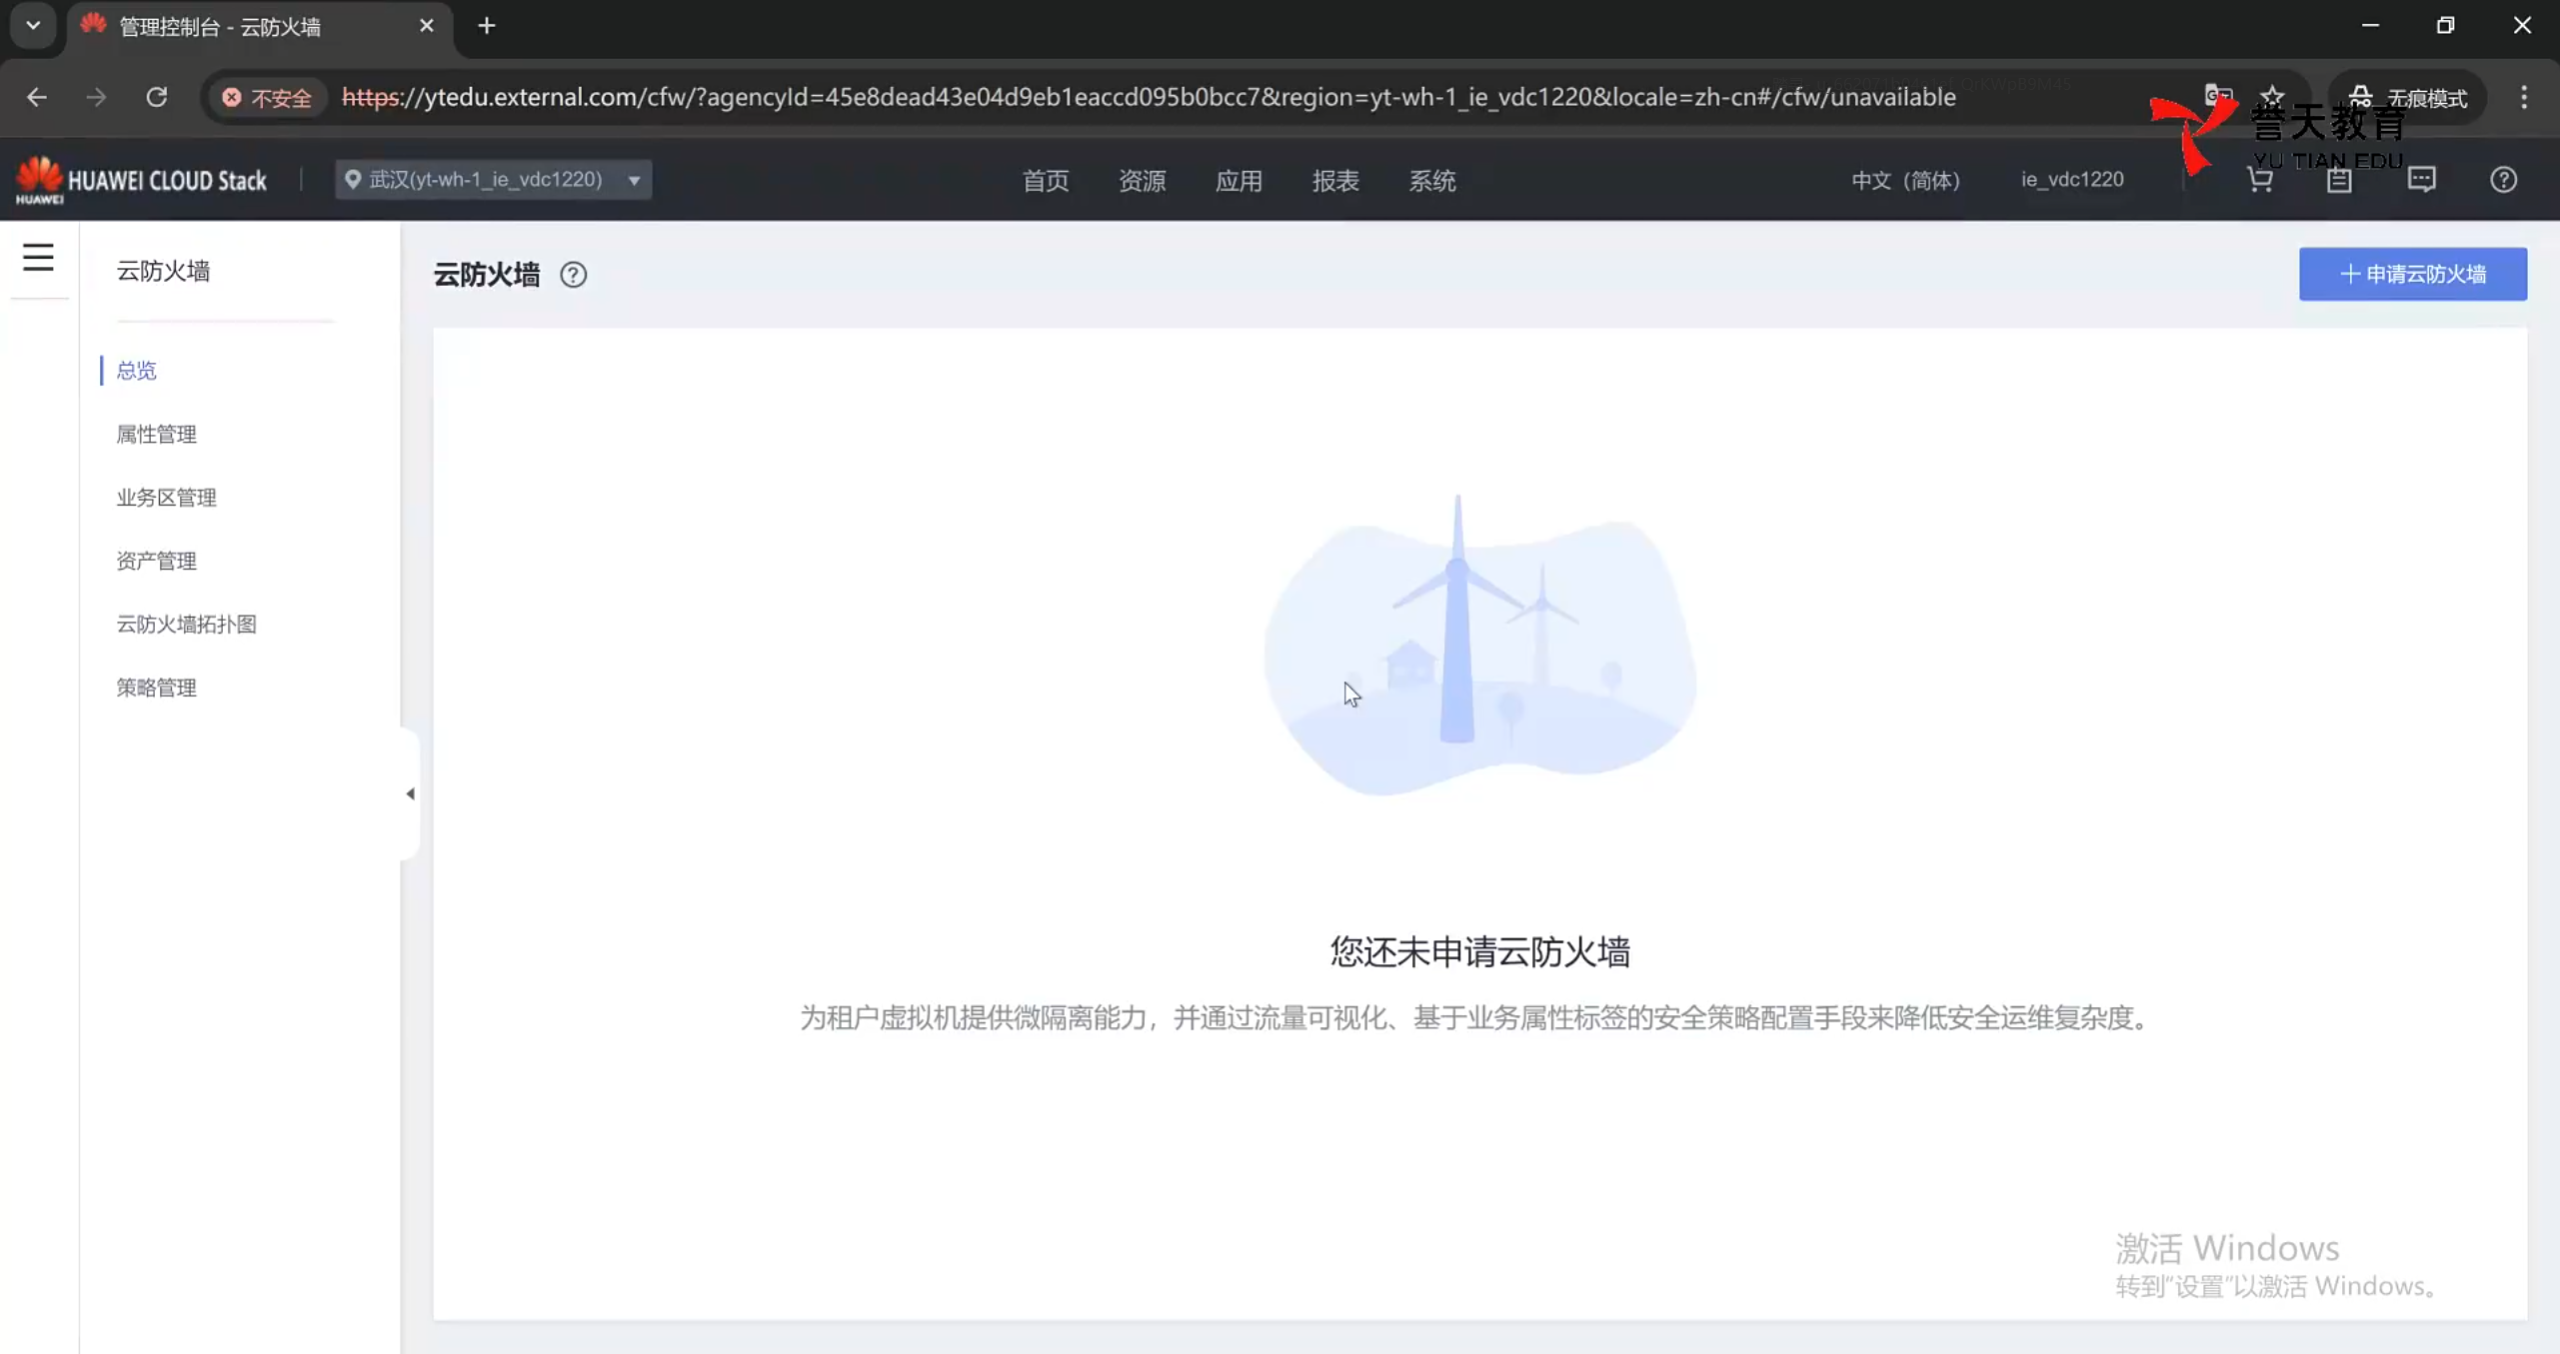 管理控制台 - 云防火墙
不安全
https://ytedu.external.com/cfw/?agencyId=45e8dead43e04d9eb1eaccd095b0bcc7&region=yt-wh-1_ie_vdc1220&locale=zh-cn#/cfw/unavailable
无痕模式
誉天教育
YU TIAN EDU
HUAWEI
HUAWEI CLOUD Stack
武汉(yt-wh-1_ie_vdc1220)
首页 资源 应用 报表 系统
中文 (简体)
ie_vdc1220
云防火墙
总览
属性管理
业务区管理
资产管理
云防火墙拓扑图
策略管理
云防火墙
申请云防火墙
您还未申请云防火墙
为租户虚拟机提供微隔离能力，并通过流量可视化、基于业务属性标签的安全策略配置手段来降低安全运维复杂度。
激活 Windows
转到“设置”以激活 Windows。